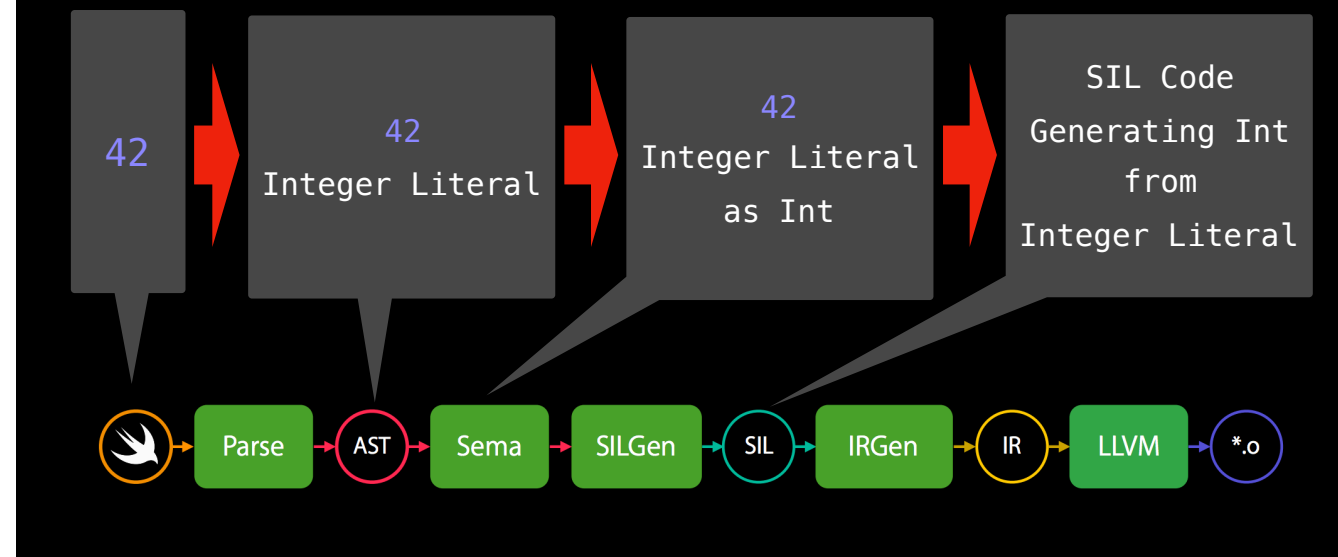 42
42
Integer Literal
42
Integer Literal
as Int
SIL Code
Generating Int
from
Integer Literal
Parse
AST
Sema
SILGen
SIL
IRGen
IR
LLVM
*.o